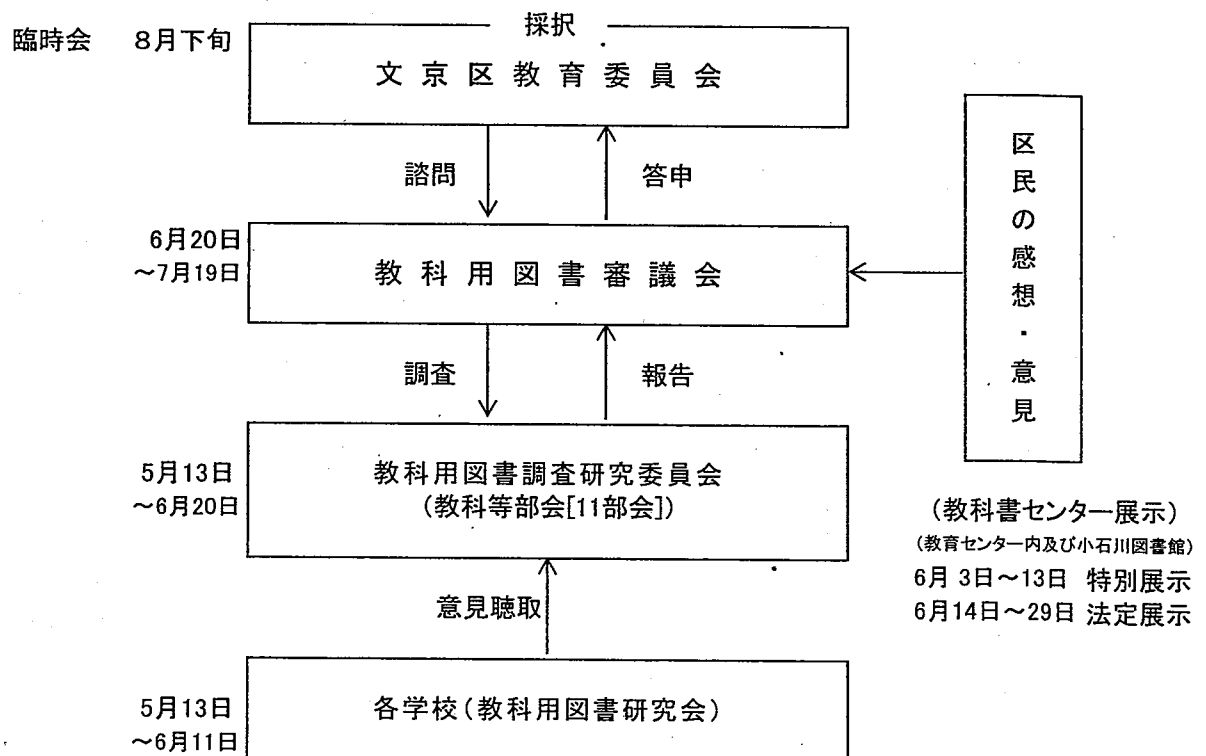 採択
臨時会 8月下旬
文京区教育委員会
諮問
答申
6月20日
～7月19日
教科用図書審議会
区民の感想・意見
調査
報告
5月13日
～6月20日
教科用図書調査研究委員会
(教科等部会[11部会])
(教科書センター展示)
(教育センター内及び小石川図書館)
6月 3日～13日 特別展示
6月14日～29日 法定展示
意見聴取
5月13日
～6月11日
各学校(教科用図書研究会)